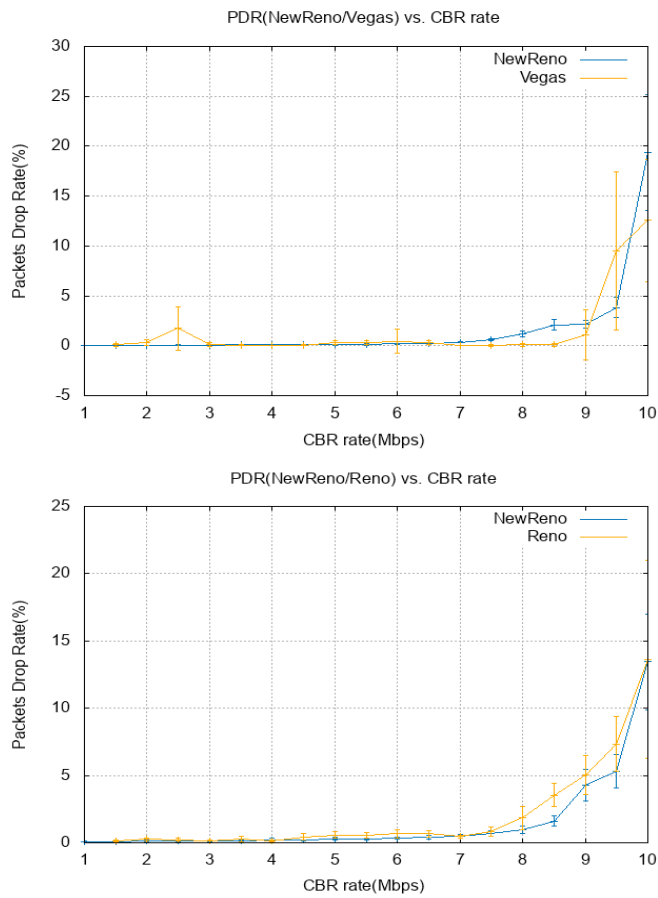 PDR(NewReno/Vegas) vs. CBR rate
NewReno
Vegas
Packets Drop Rate(%)
30
25
20
15
10
5
0
-5
1 2 3 4 5 6 7 8 9 10
CBR rate(Mbps)
PDR(NewReno/Reno) vs. CBR rate
NewReno
Reno
Packets Drop Rate(%)
25
20
15
10
5
0
1 2 3 4 5 6 7 8 9 10
CBR rate(Mbps)